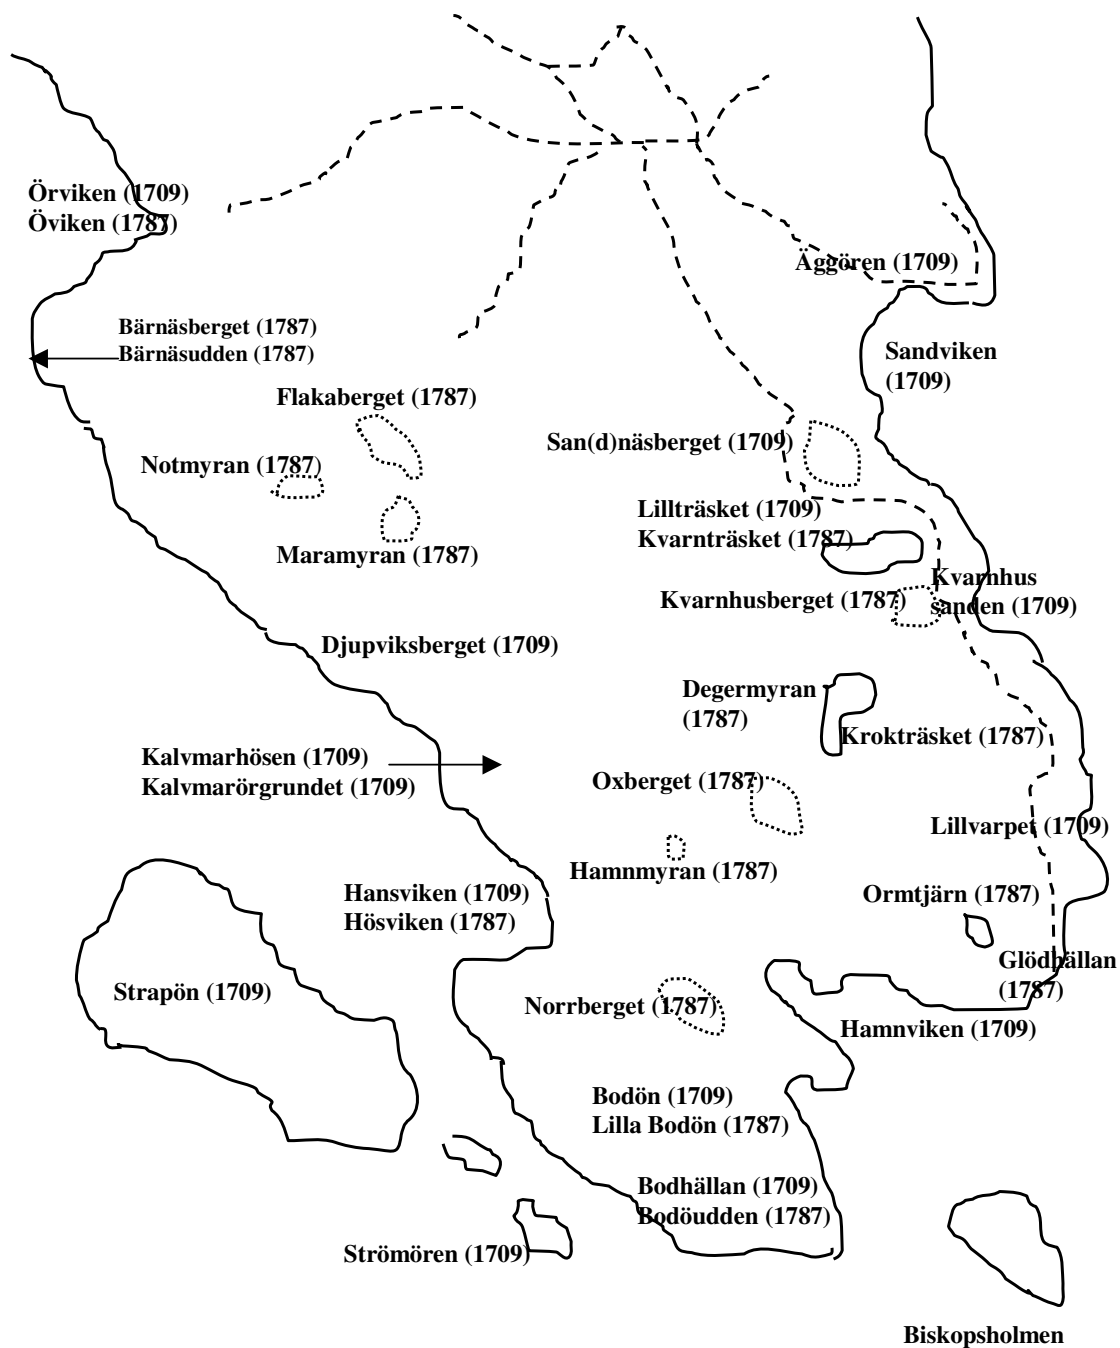 Örviken (1709)
Öviken (1787)
Äggören (1709)
Bärnäsberget (1787)
Bärnäsudden (1787)
Sandviken
(1709)
Flakaberget (1787)
San(d)näsberget (1709)
Notmyran (1787)
Lillträsket (1709)
Kvarnträsket (1787)
Maramyran (1787)
Kvarnhus
sanden (1709)
Kvarnhusberget (1787)
Djupviksberget (1709)
Degermyran
(1787)
Krokträsket (1787)
Kalvmarhösen (1709)
Kalvmarörgrundet (1709)
Oxberget (1787)
Lillvarpet (1709)
Hamnmyran (1787)
Hansviken (1709)
Hösviken (1787)
Ormtjärn (1787)
Glödhällan
(1787)
Strapön (1709)
Norrberget (1787)
Hamnviken (1709)
Bodön (1709)
Lilla Bodön (1787)
Bodhällan (1709)
Bodöudden (1787)
Strömören (1709)
Biskopsholmen